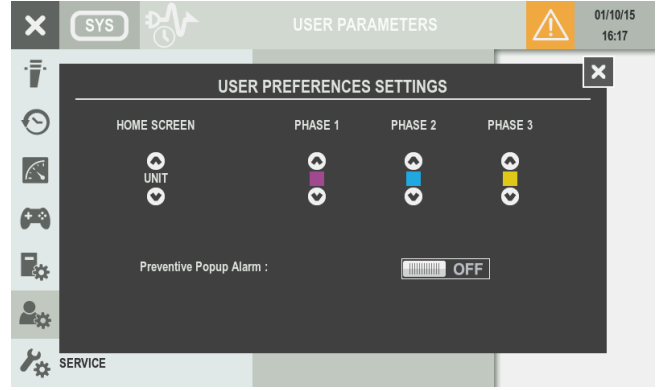 SYS
USER PARAMETERS
01/10/15
16:17
USER PREFERENCES SETTINGS
HOME SCREEN PHASE 1 PHASE 2 PHASE 3
UNIT
Preventive Popup Alarm : OFF
SERVICE